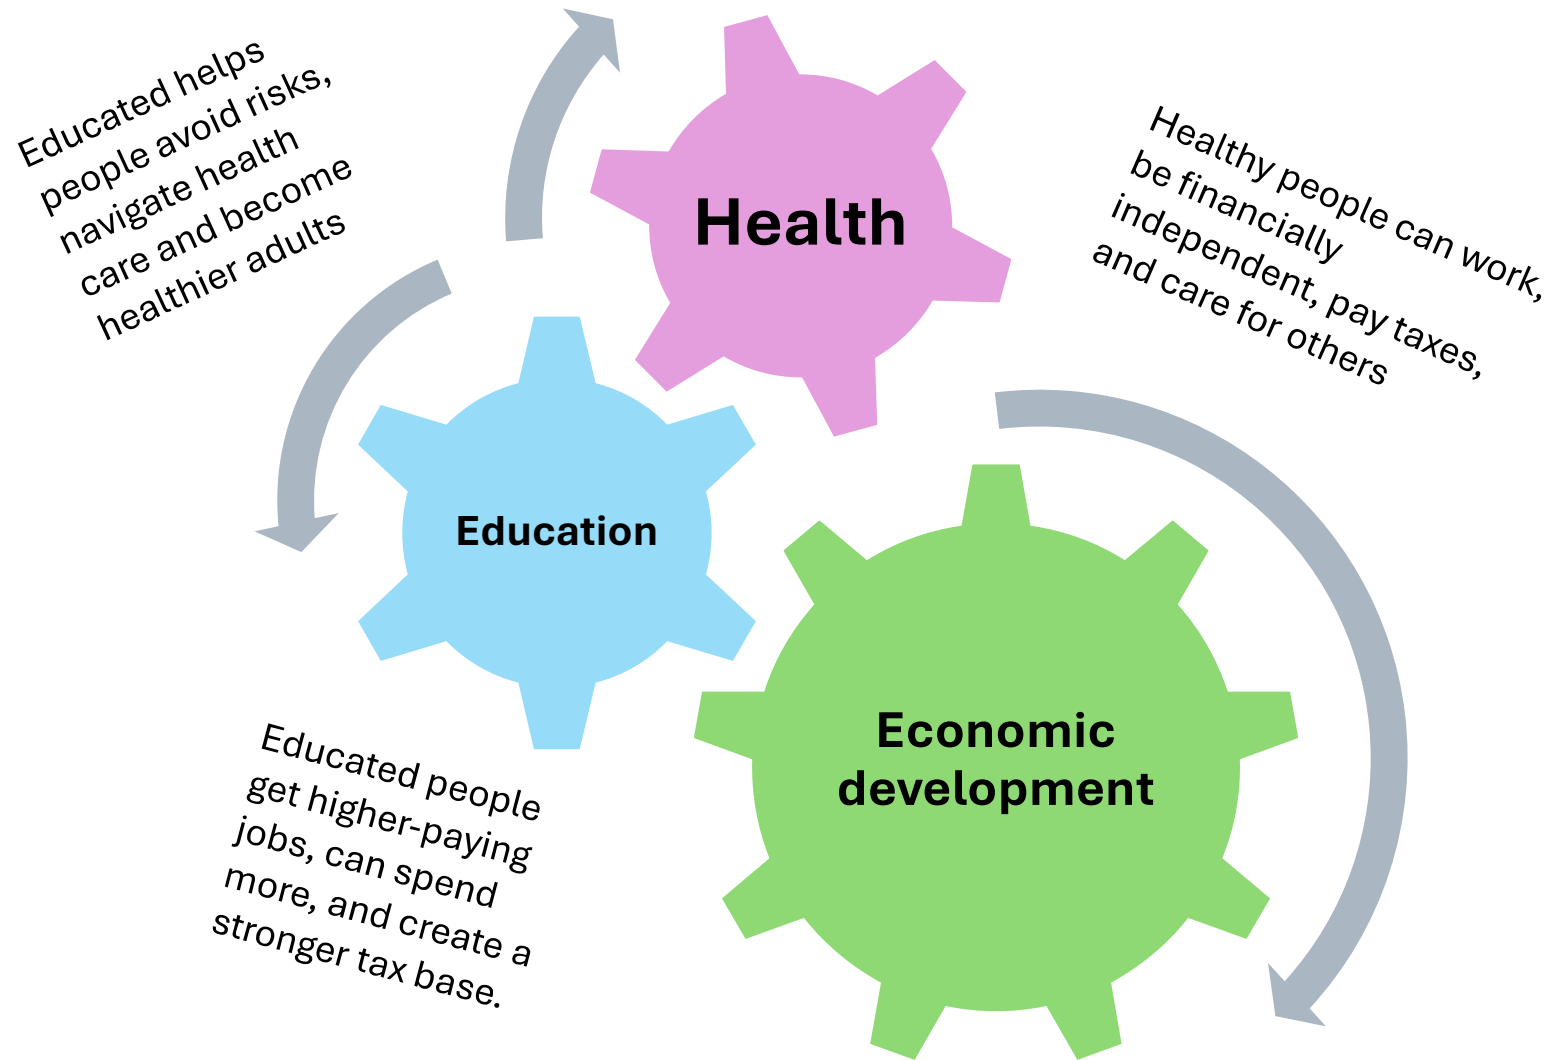 Educated helps
people avoid risks,
navigate health
care and become
healthier adults
Health
Healthy people can work,
be financially
independent, pay taxes,
and care for others
Education
Economic
development
Educated people
get higher-paying
jobs, can spend
more, and create a
stronger tax base.